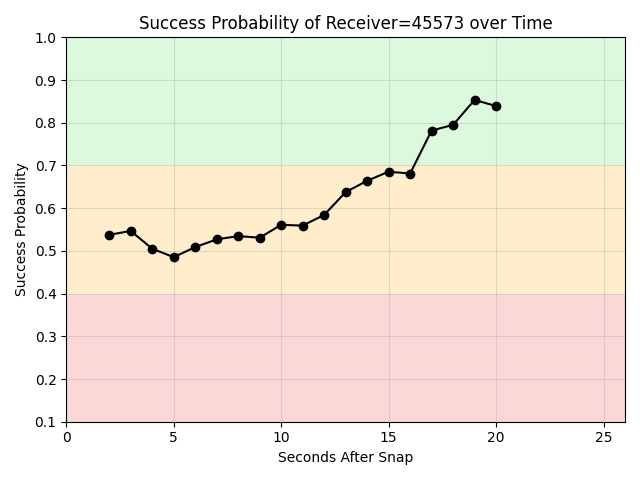 Success Probability of Receiver=45573 over Time
1.0
0.9
0.8
0.7
0.6
0.5
0.4
0.3
0.2
0.1
Success Probability
0 5 10 15 20 25
Seconds After Snap